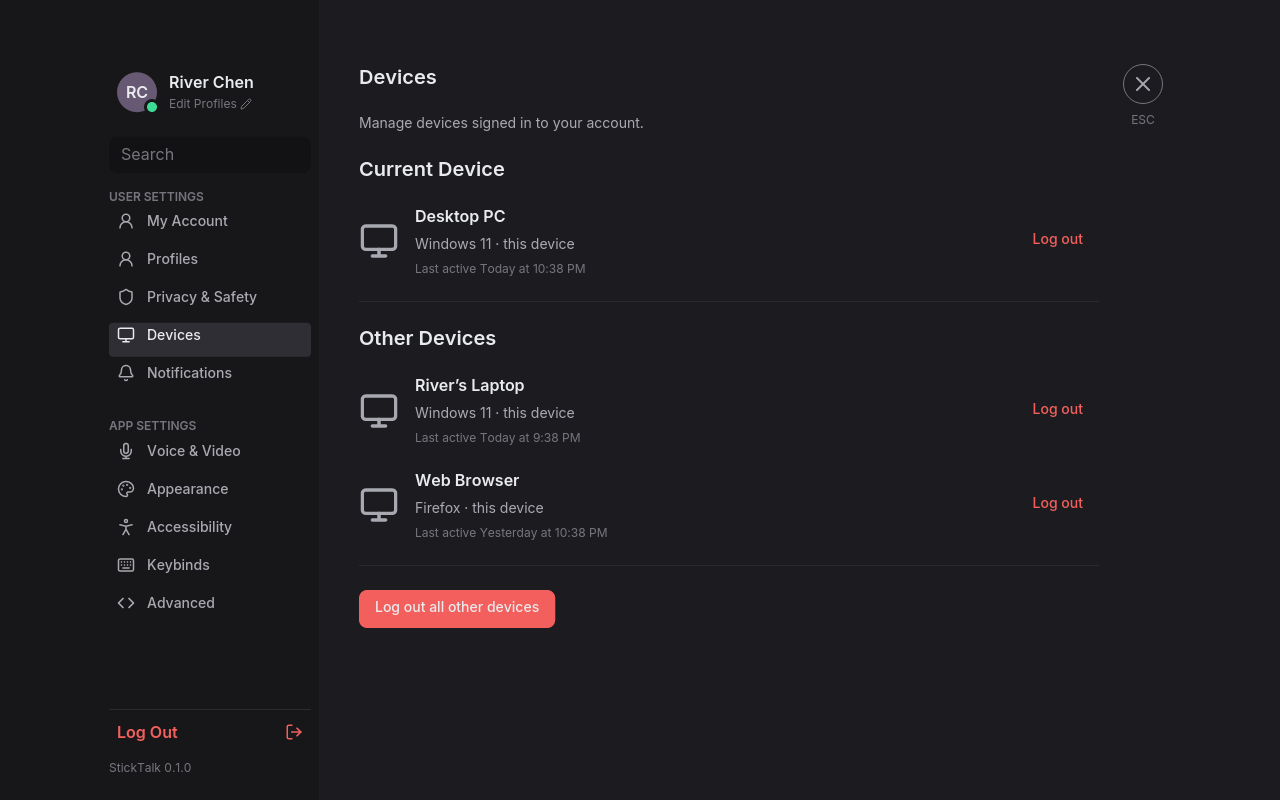 RC
River Chen
Edit Profiles
Search
USER SETTINGS
My Account
Profiles
Privacy & Safety
Devices
Notifications
APP SETTINGS
Voice & Video
Appearance
Accessibility
Keybinds
Advanced
Log Out
StickTalk 0.1.0
Devices
ESC
Manage devices signed in to your account.
Current Device
Desktop PC
Windows 11 · this device
Last active Today at 10:38 PM
Log out
Other Devices
River’s Laptop
Windows 11 · this device
Last active Today at 9:38 PM
Log out
Web Browser
Firefox · this device
Last active Yesterday at 10:38 PM
Log out
Log out all other devices